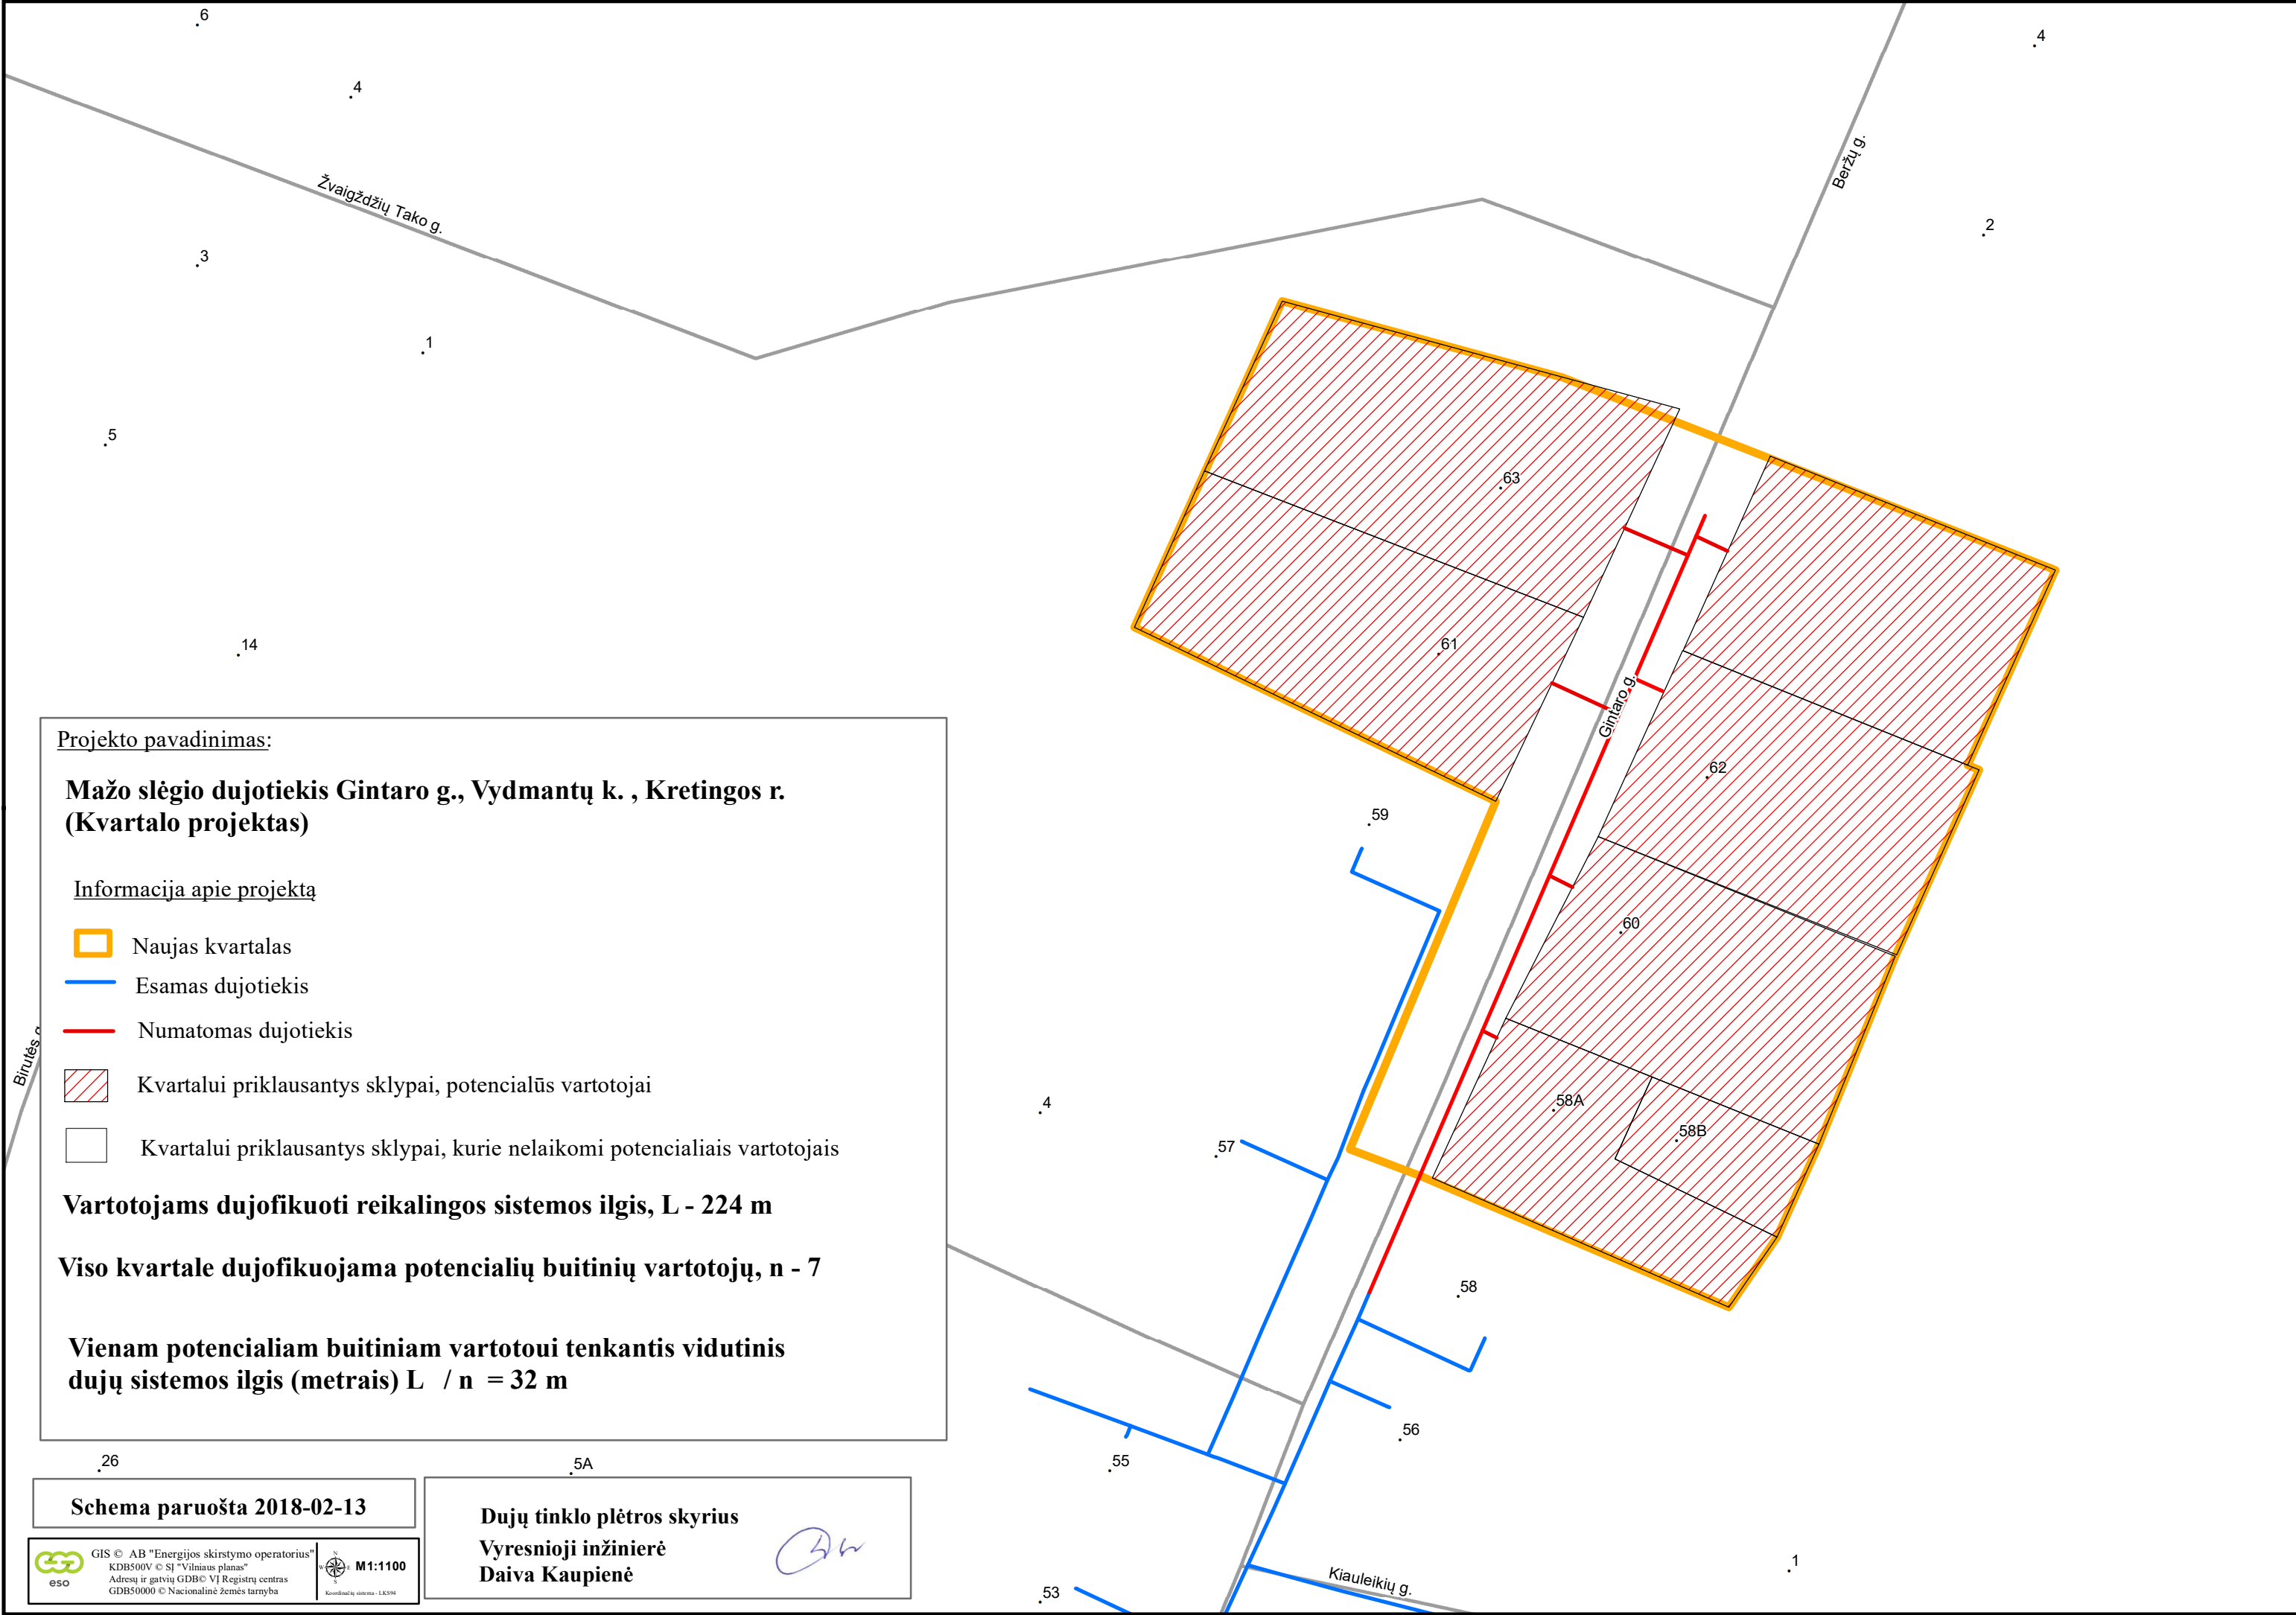 6
4
4
Žvaigždžių Tako g.
Beržų g.
2
3
1
5
63
14
61
Gintaro g.
62
59
60
58A
58B
4
57
58
56
55
53
1
Kiauleikių g.
Birutės g
26
5A
Projekto pavadinimas:
Mažo slėgio dujotiekis Gintaro g., Vydmantų k. , Kretingos r.
(Kvartalo projektas)
Informacija apie projektą
Naujas kvartalas
Esamas dujotiekis
Numatomas dujotiekis
Kvartalui priklausantys sklypai, potencialūs vartotojai
Kvartalui priklausantys sklypai, kurie nelaikomi potencialiais vartotojais
Vartotojams dujofikuoti reikalingos sistemos ilgis, L - 224 m
Viso kvartale dujofikuojama potencialių buitinių vartotojų, n - 7
Vienam potencialiam buitiniam vartotoui tenkantis vidutinis
dujų sistemos ilgis (metrais) L / n = 32 m
Schema paruošta 2018-02-13
eso
GIS © AB "Energijos skirstymo operatorius"
KDB500V © SĮ "Vilniaus planas"
Adresų ir gatvių GDB© VĮ Registrų centras
GDB50000 © Nacionalinė žemės tarnyba
N
W E
S
M1:1100
Koordinačių sistema - LKS94
Dujų tinklo plėtros skyrius
Vyresnioji inžinierė
Daiva Kaupienė